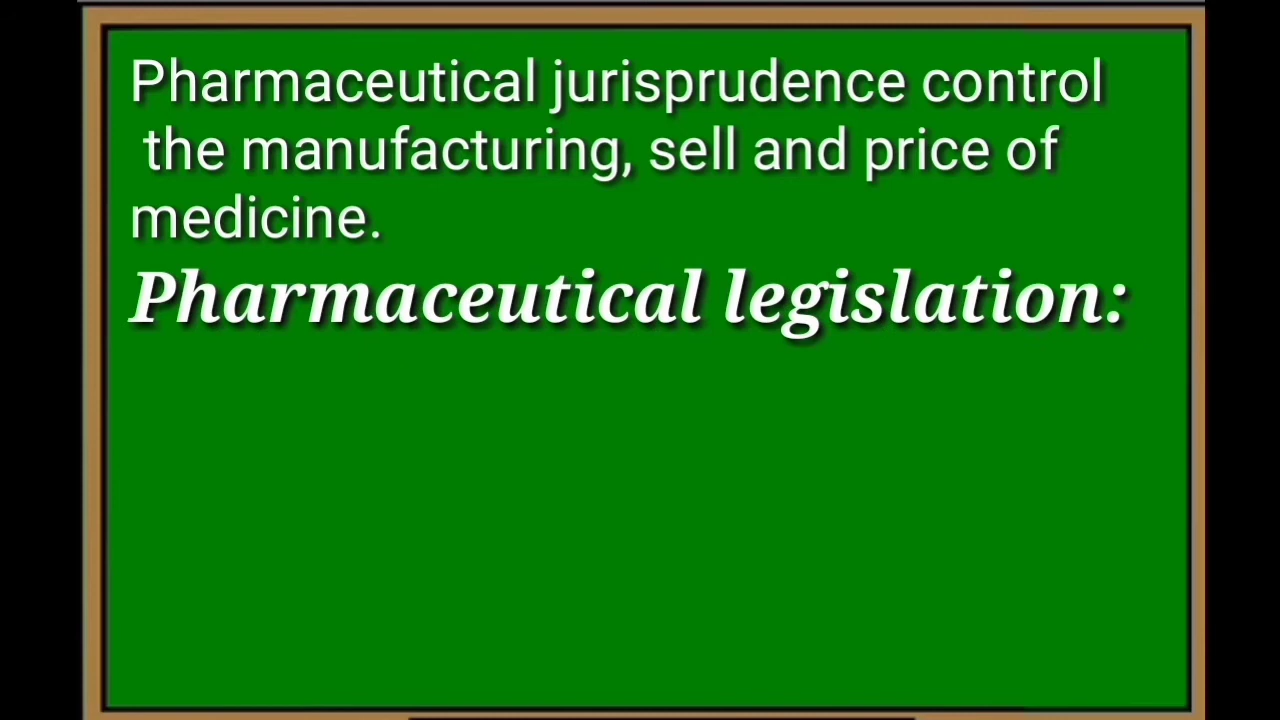 Pharmaceutical jurisprudence control
the manufacturing, sell and price of
medicine.
Pharmaceutical legislation: